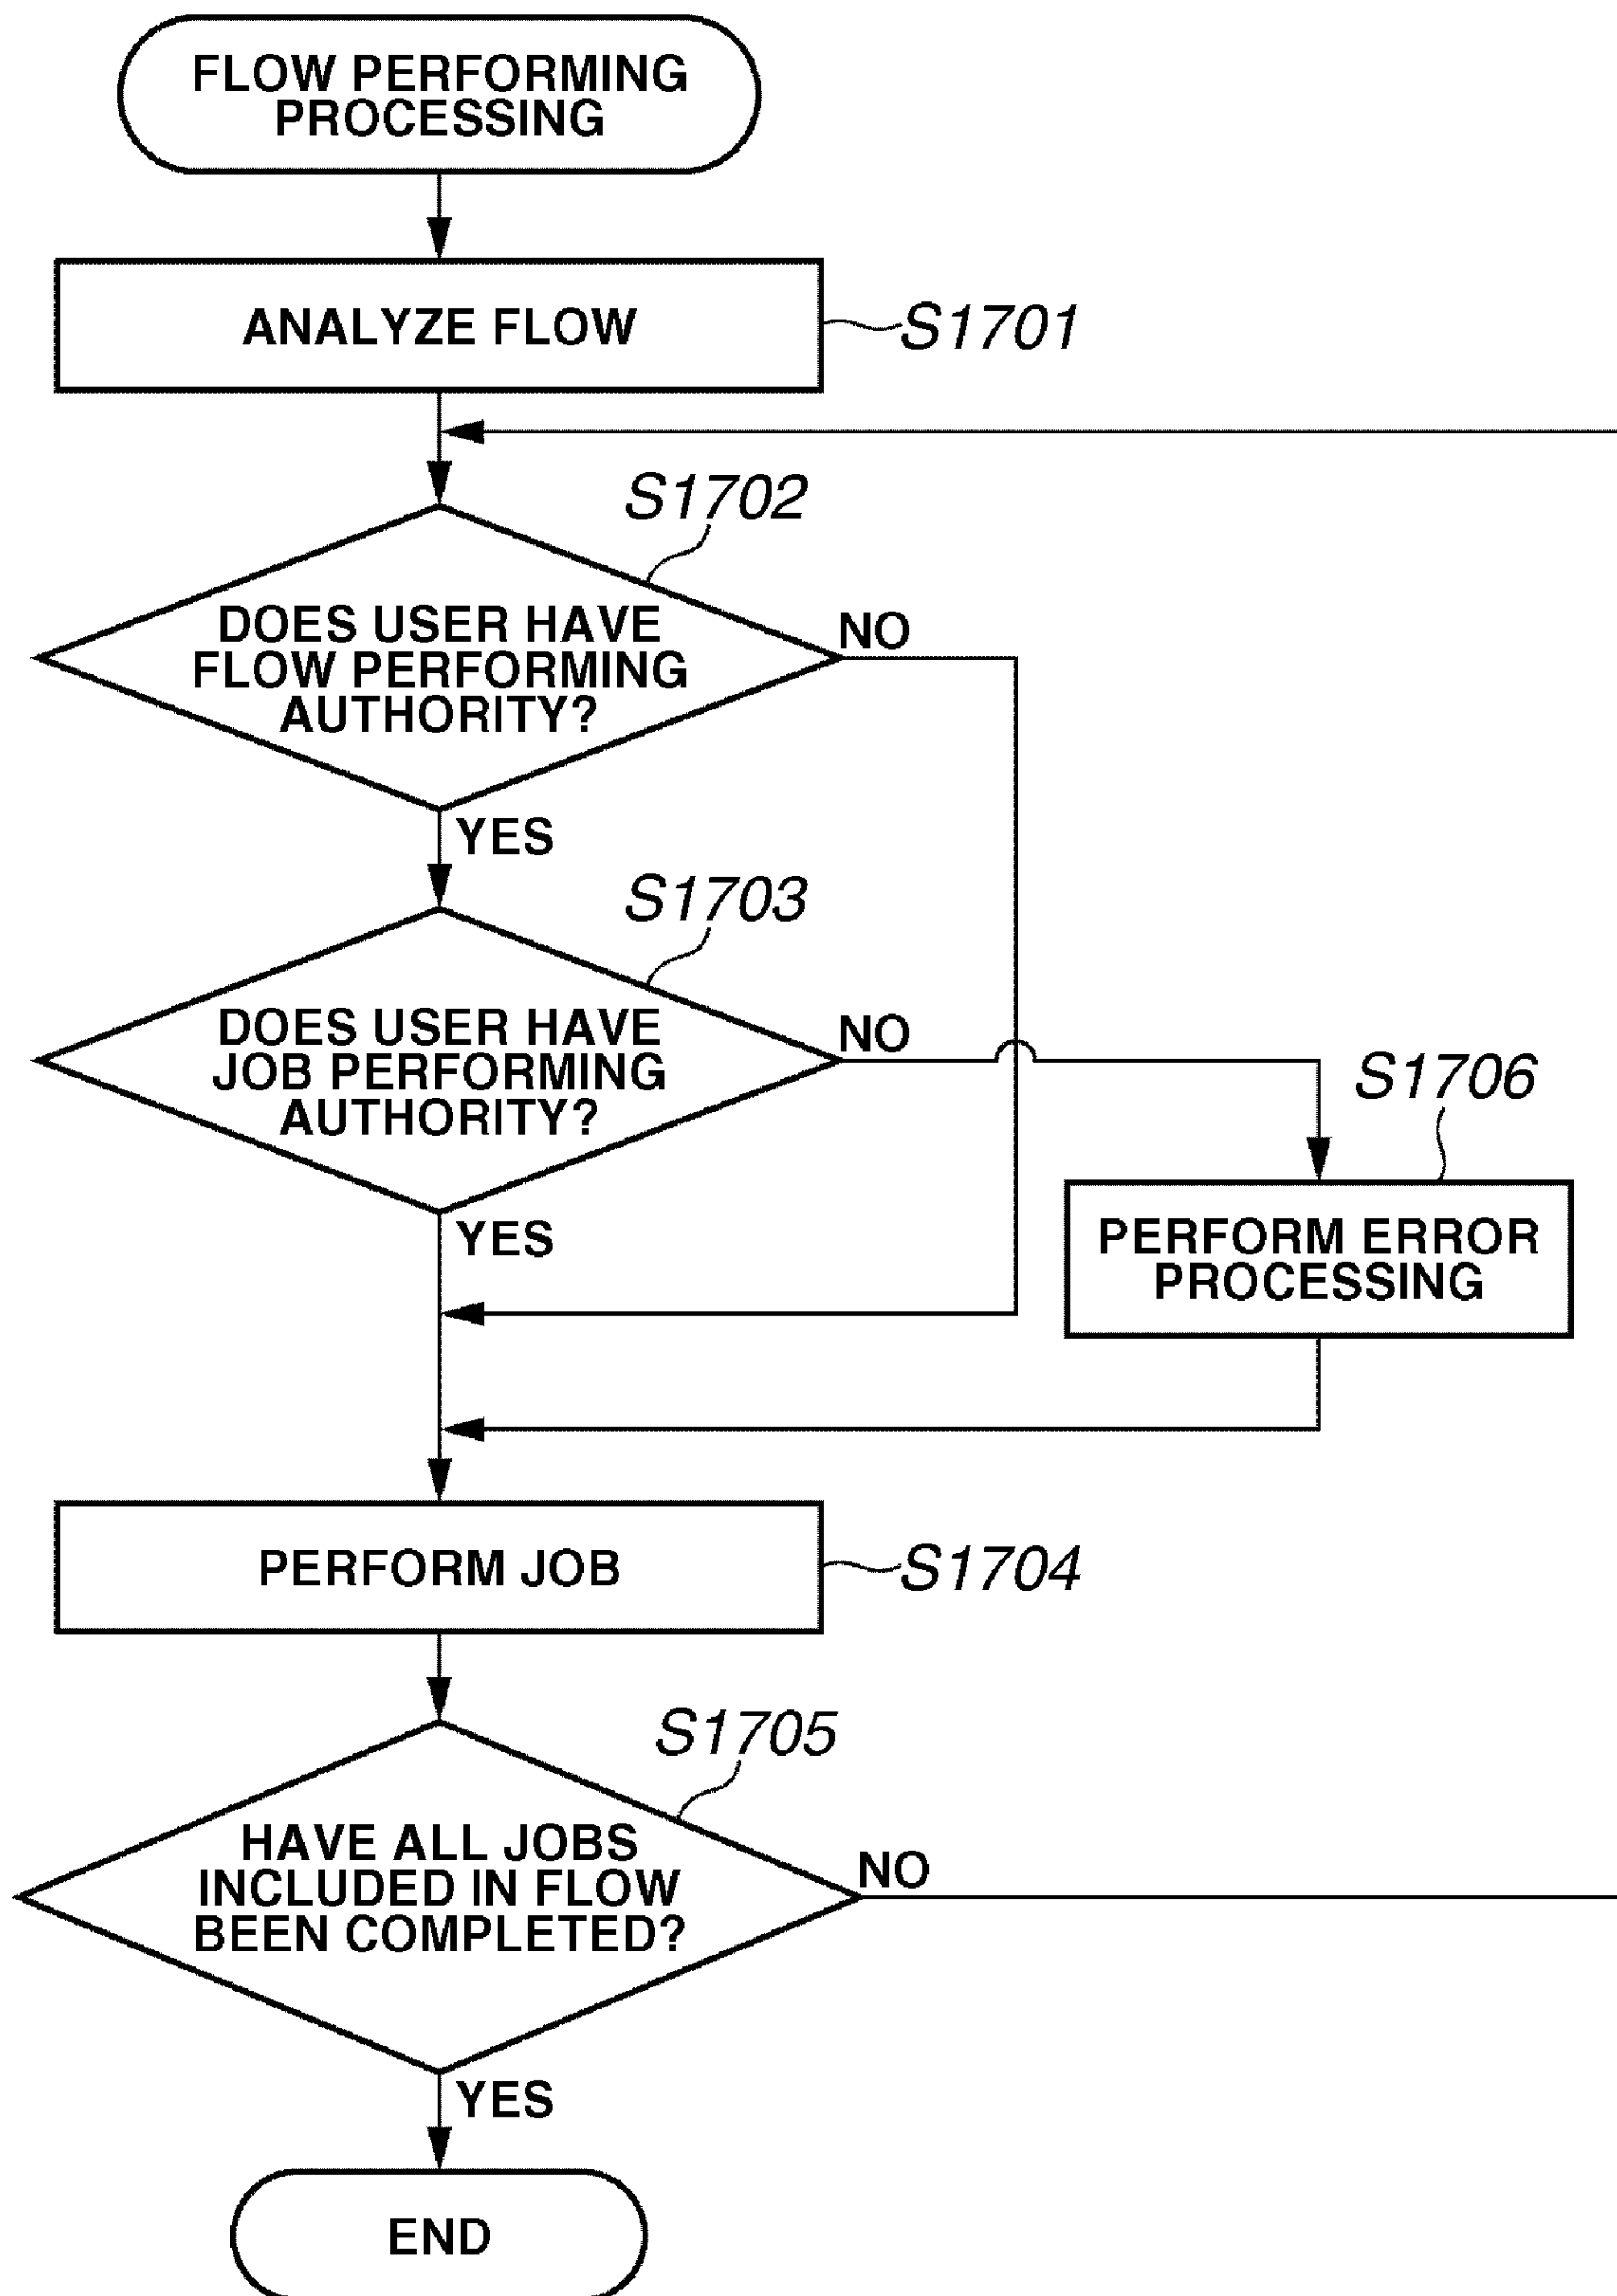 FLOW PERFORMING
PROCESSING
ANALYZE FLOW
S1701
S1702
DOES USER HAVE
FLOW PERFORMING
AUTHORITY?
NO
YES
S1703
DOES USER HAVE
JOB PERFORMING
AUTHORITY?
NO
YES
S1706
PERFORM ERROR
PROCESSING
PERFORM JOB
S1704
S1705
HAVE ALL JOBS
INCLUDED IN FLOW
BEEN COMPLETED?
NO
YES
END